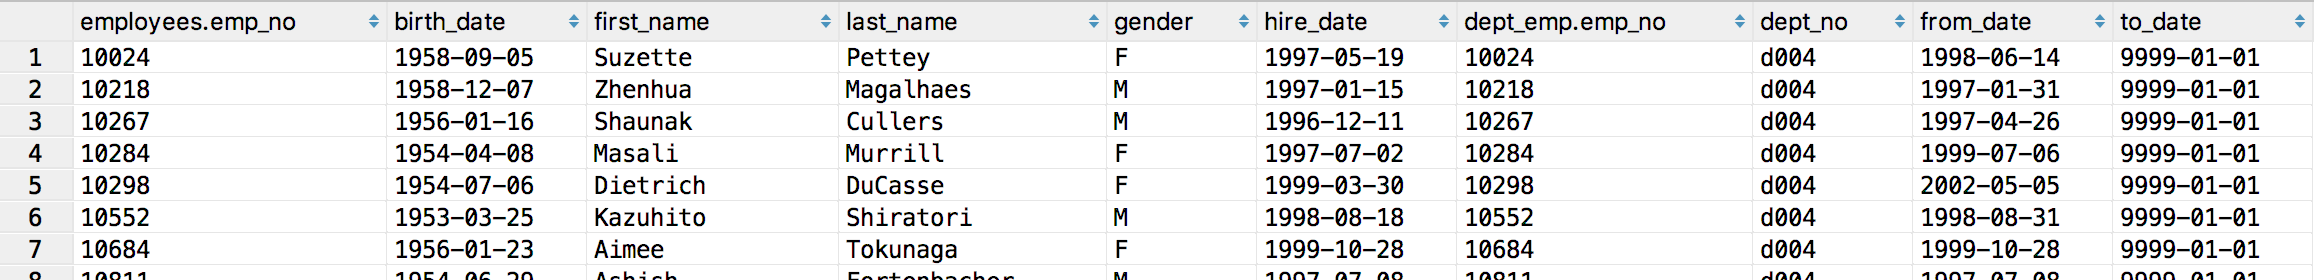 employees.emp_no birth_date first_name last_name gender hire_date dept_emp.emp_no dept_no from_date to_date
1 10024 1958-09-05 Suzette Pettey F 1997-05-19 10024 d004 1998-06-14 9999-01-01
2 10218 1958-12-07 Zhenhua Magalhaes M 1997-01-15 10218 d004 1997-01-31 9999-01-01
3 10267 1956-01-16 Shaunak Cullers M 1996-12-11 10267 d004 1997-04-26 9999-01-01
4 10284 1954-04-08 Masali Murrill F 1997-07-02 10284 d004 1999-07-06 9999-01-01
5 10298 1954-07-06 Dietrich DuCasse F 1999-03-30 10298 d004 2002-05-05 9999-01-01
6 10552 1953-03-25 Kazuhito Shiratori M 1998-08-18 10552 d004 1998-08-31 9999-01-01
7 10684 1956-01-23 Aimee Tokunaga F 1999-10-28 10684 d004 1999-10-28 9999-01-01
8 10811 Ashish M 1997-07-08 10811 d004 1997-07-08 9999-01-01